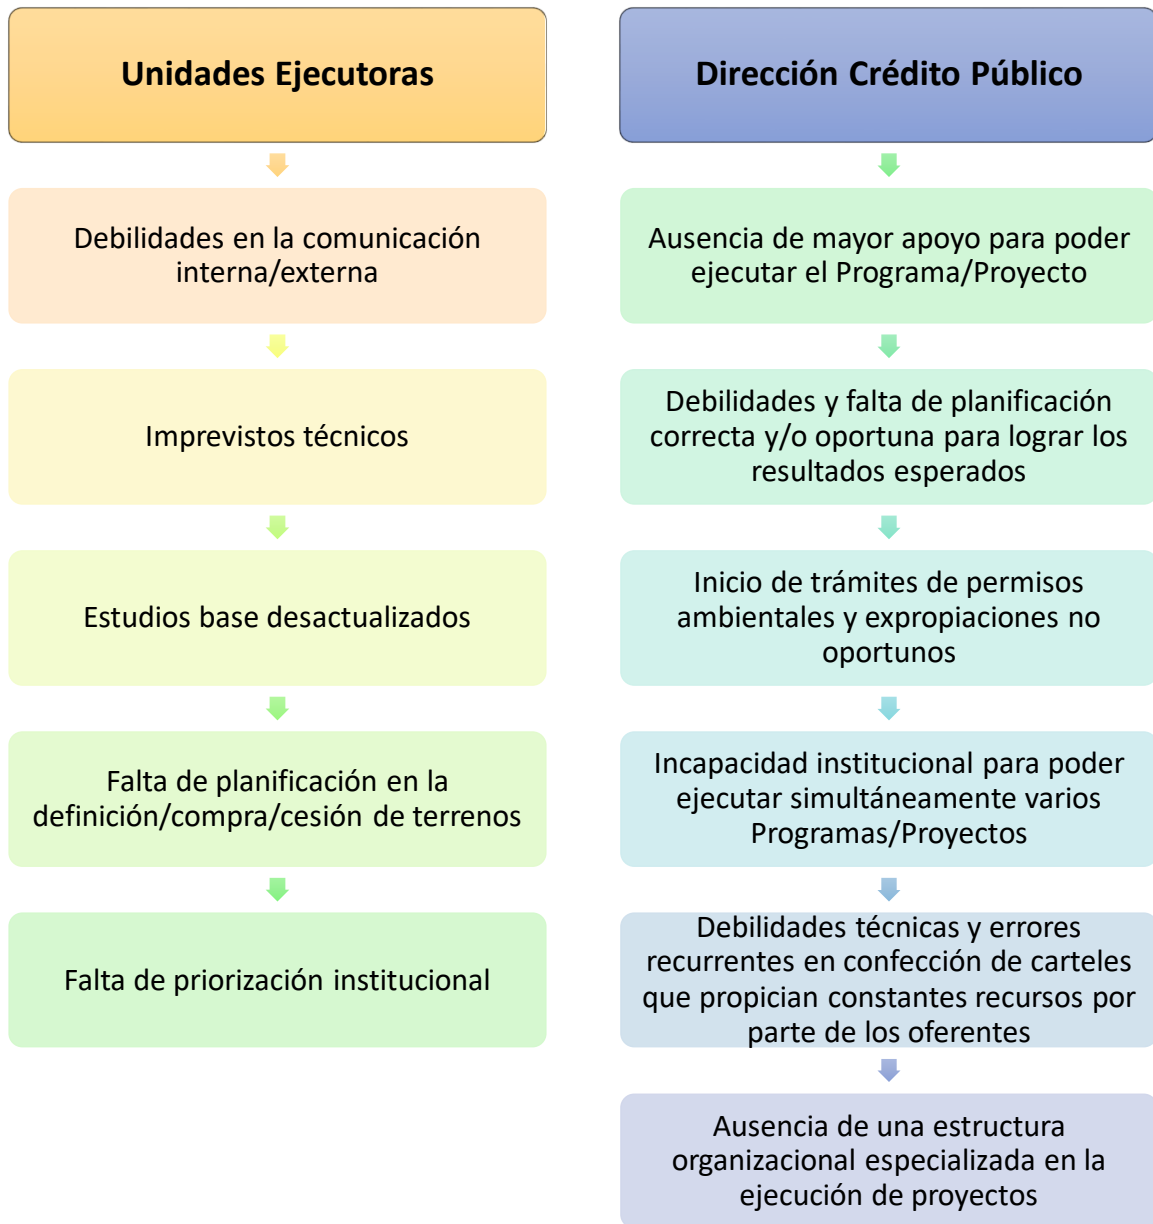 Unidades Ejecutoras
Debilidades en la comunicación
interna/externa
Imprevistos técnicos
Estudios base desactualizados
Falta de planificación en la
definición/compra/cesión de terrenos
Falta de priorización institucional
Dirección Crédito Público
Ausencia de mayor apoyo para poder
ejecutar el Programa/Proyecto
Debilidades y falta de planificación
correcta y/o oportuna para lograr los
resultados esperados
Inicio de trámites de permisos
ambientales y expropiaciones no
oportunos
Incapacidad institucional para poder
ejecutar simultáneamente varios
Programas/Proyectos
Debilidades técnicas y errores
recurrentes en confección de carteles
que propician constantes recursos por
parte de los oferentes
Ausencia de una estructura
organizacional especializada en la
ejecución de proyectos